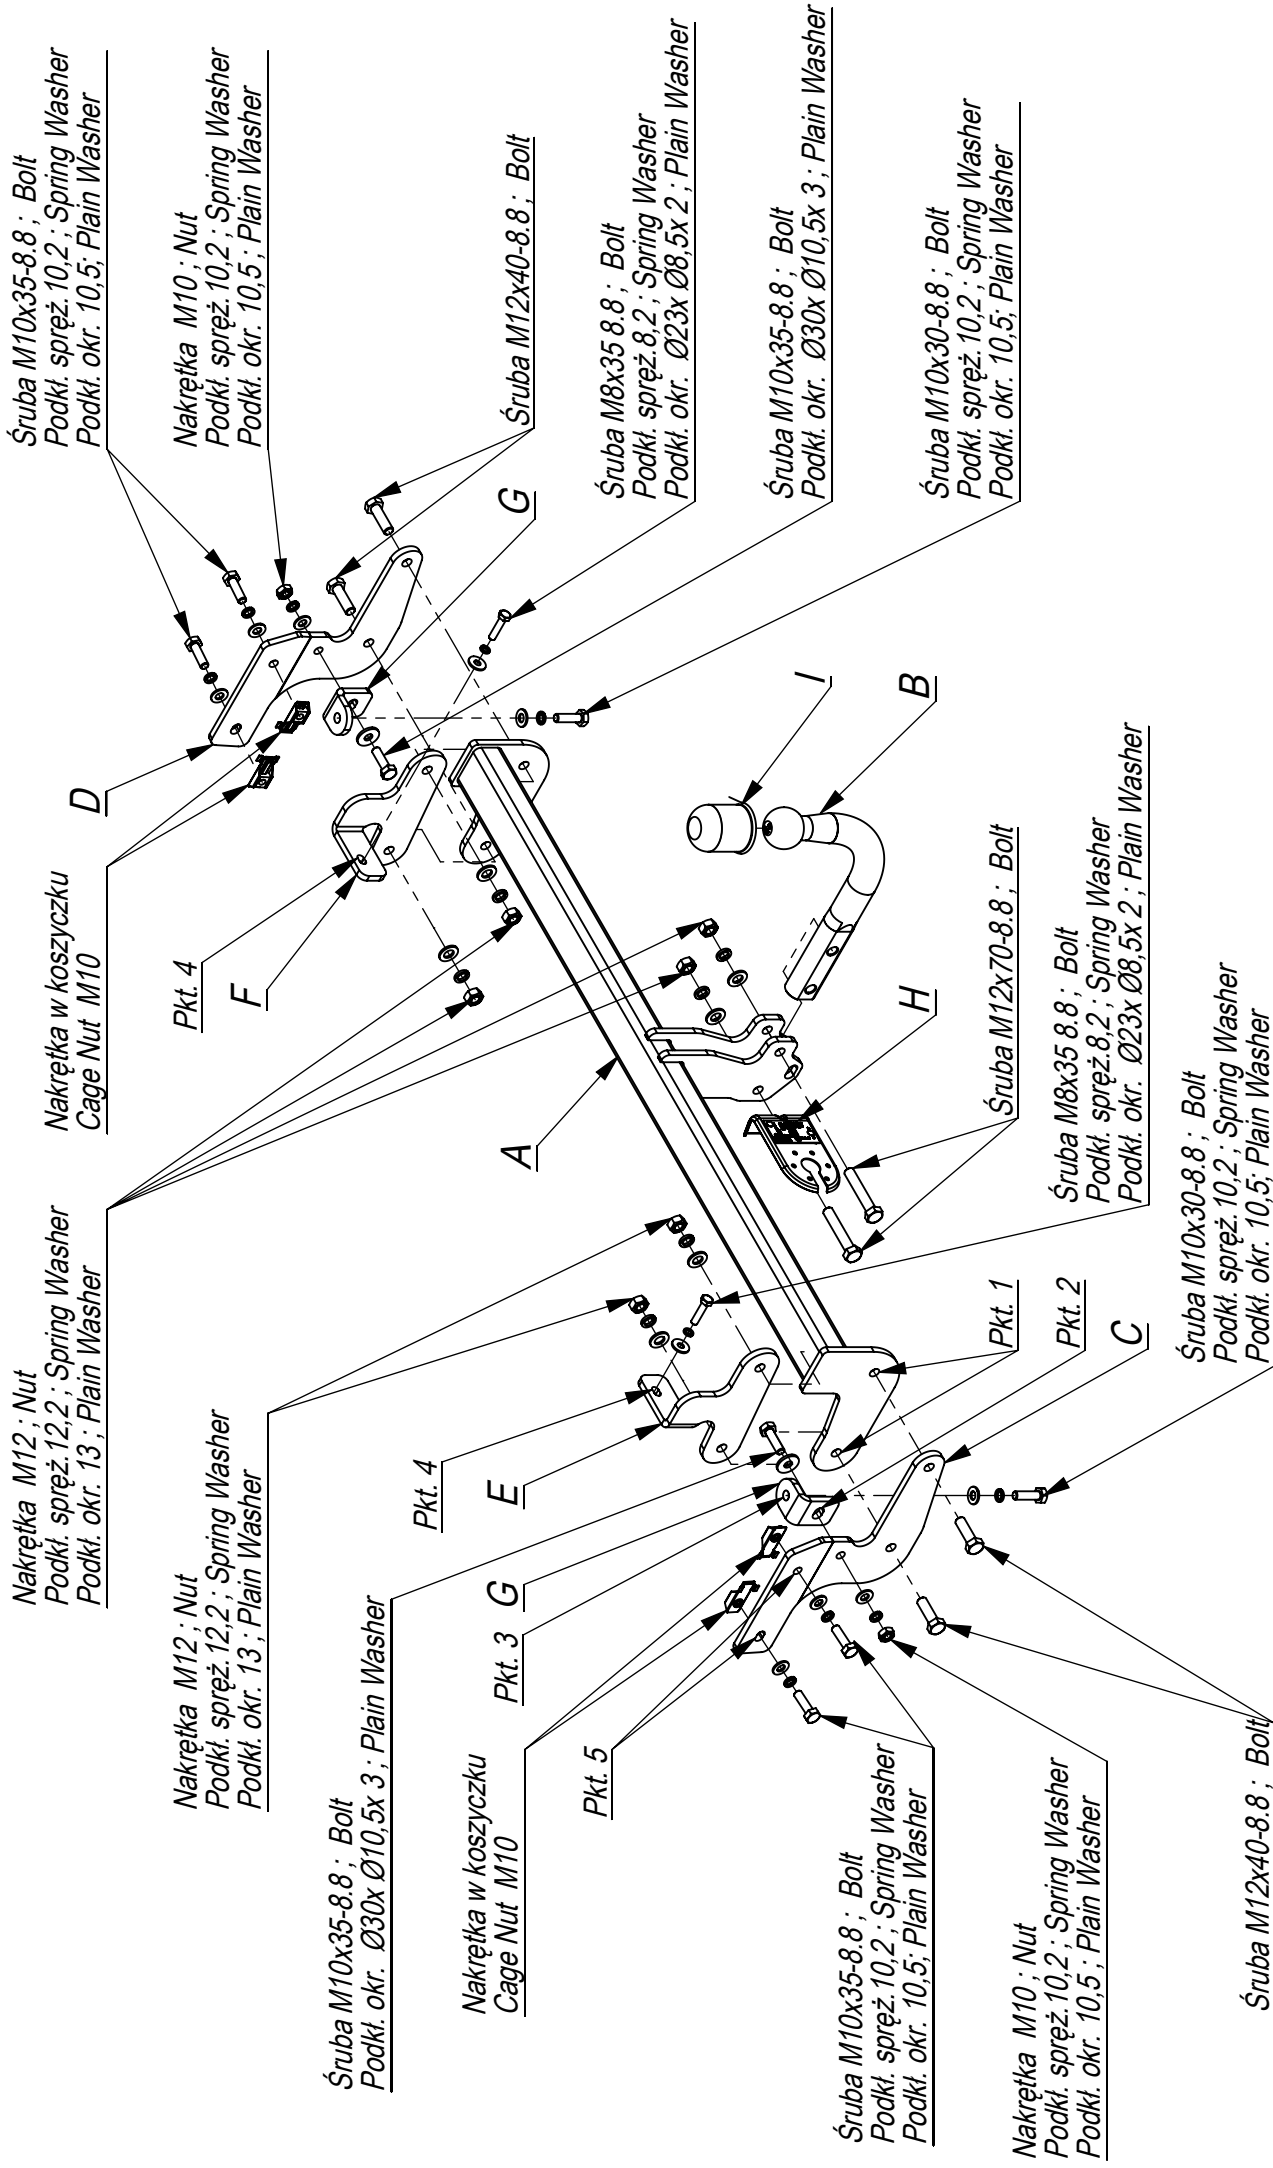 Śruba M10x35-8.8 ; Bolt
Podkł. spręż.10,2 ; Spring Washer
Podkł. okr. 10,5; Plain Washer
Nakrętka M10 ; Nut
Podkł. spręż.10,2 ; Spring Washer
Podkł. okr. 10,5 ; Plain Washer
Śruba M12x40-8.8 ; Bolt
G
Śruba M8x35 8.8 ; Bolt
Podkł. spręż.8,2 ; Spring Washer
Podkł. okr. Ø23x Ø8,5x 2 ; Plain Washer
Śruba M10x35-8.8 ; Bolt
Podkł. okr. Ø30x Ø10,5x 3 ; Plain Washer
Śruba M10x30-8.8 ; Bolt
Podkł. spręż.10,2 ; Spring Washer
Podkł. okr. 10,5; Plain Washer
D
Nakrętka w koszyczku
Cage Nut M10
Pkt. 4
F
I
B
H
A
Śruba M12x70-8.8 ; Bolt
Śruba M8x35 8.8 ; Bolt
Podkł. spręż.8,2 ; Spring Washer
Podkł. okr. Ø23x Ø8,5x 2 ; Plain Washer
Śruba M10x30-8.8 ; Bolt
Podkł. spręż.10,2 ; Spring Washer
Podkł. okr. 10,5; Plain Washer
Nakrętka M12 ; Nut
Podkł. spręż.12,2 ; Spring Washer
Podkł. okr. 13 ; Plain Washer
Nakrętka M12 ; Nut
Podkł. spręż.12,2 ; Spring Washer
Podkł. okr. 13 ; Plain Washer
Pkt. 4
E
G
Pkt. 3
Pkt. 1
Pkt. 2
C
Śruba M10x35-8.8 ; Bolt
Podkł. okr. Ø30x Ø10,5x 3 ; Plain Washer
Nakrętka w koszyczku
Cage Nut M10
Pkt. 5
Śruba M10x35-8.8 ; Bolt
Podkł. spręż.10,2 ; Spring Washer
Podkł. okr. 10,5; Plain Washer
Nakrętka M10 ; Nut
Podkł. spręż.10,2 ; Spring Washer
Podkł. okr. 10,5 ; Plain Washer
Śruba M12x40-8.8 ; Bolt